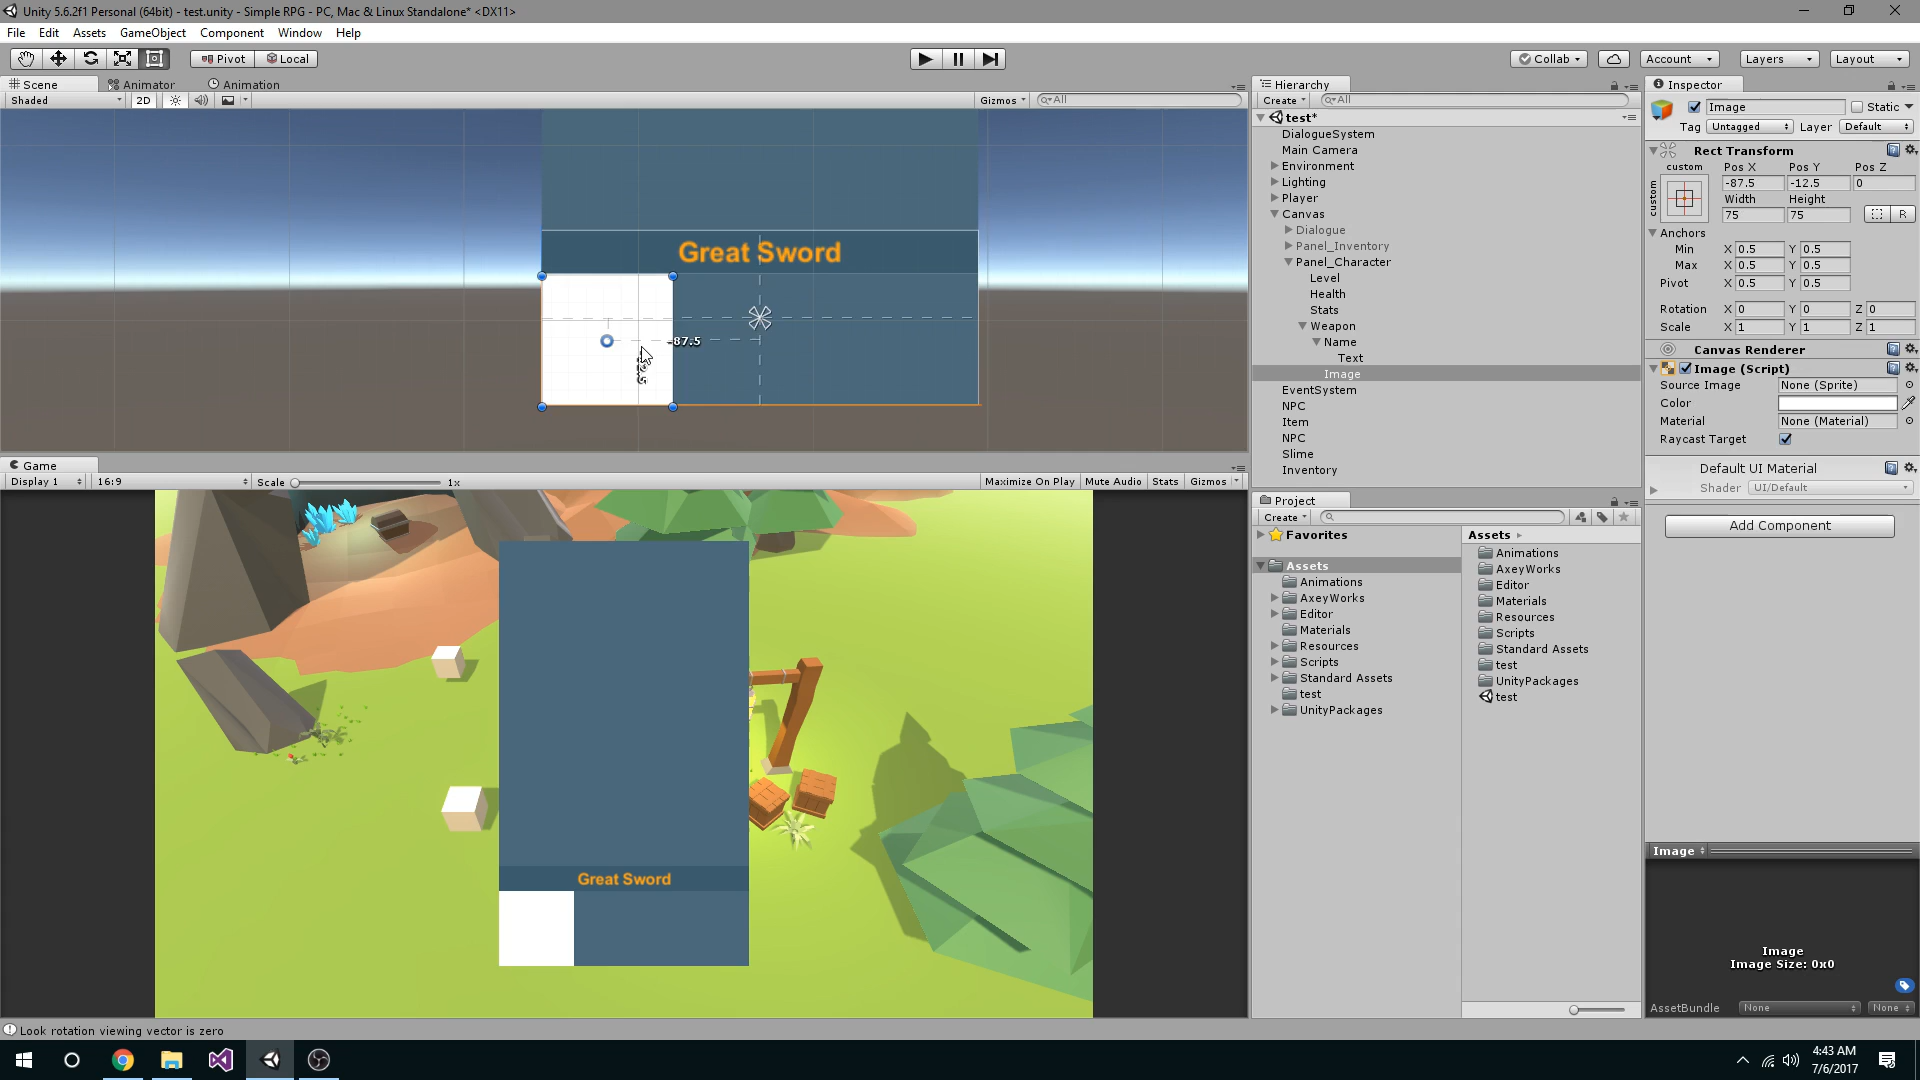 Unity 5.6.2f1 Personal (64bit) - test.unity - Simple RPG - PC, Mac & Linux Standalone* <DX11>
File Edit Assets GameObject Component Window Help
Pivot Local
Collab Account Layers Layout
Scene Animator Animation
Shaded 2D Gizmos All
Great Sword
-87.5
Game
Display 1 16:9 Scale 1x Maximize On Play Mute Audio Stats Gizmos
Great Sword
Hierarchy
Create All
test*
DialogueSystem
Main Camera
Environment
Lighting
Player
Canvas
Dialogue
Panel_Inventory
Panel_Character
Level
Health
Stats
Weapon
Name
Text
Image
EventSystem
NPC
Item
NPC
Slime
Inventory
Project
Create
Favorites
Assets
Animations
AxeyWorks
Editor
Materials
Resources
Scripts
Standard Assets
test
UnityPackages
Assets
Animations
AxeyWorks
Editor
Materials
Resources
Scripts
Standard Assets
test
UnityPackages
test
Inspector
Image Static
Tag Untagged Layer Default
Rect Transform
custom Pos X Pos Y Pos Z
custom
-87.5 -12.5 0
Width Height
75 75 R
Anchors
Min X 0.5 Y 0.5
Max X 0.5 Y 0.5
Pivot X 0.5 Y 0.5
Rotation X 0 Y 0 Z 0
Scale X 1 Y 1 Z 1
Canvas Renderer
Image (Script)
Source Image None (Sprite)
Color
Material None (Material)
Raycast Target
Default UI Material
Shader UI/Default
Add Component
Image
Image
Image Size: 0x0
AssetBundle None None
Look rotation viewing vector is zero
4:43 AM
7/6/2017